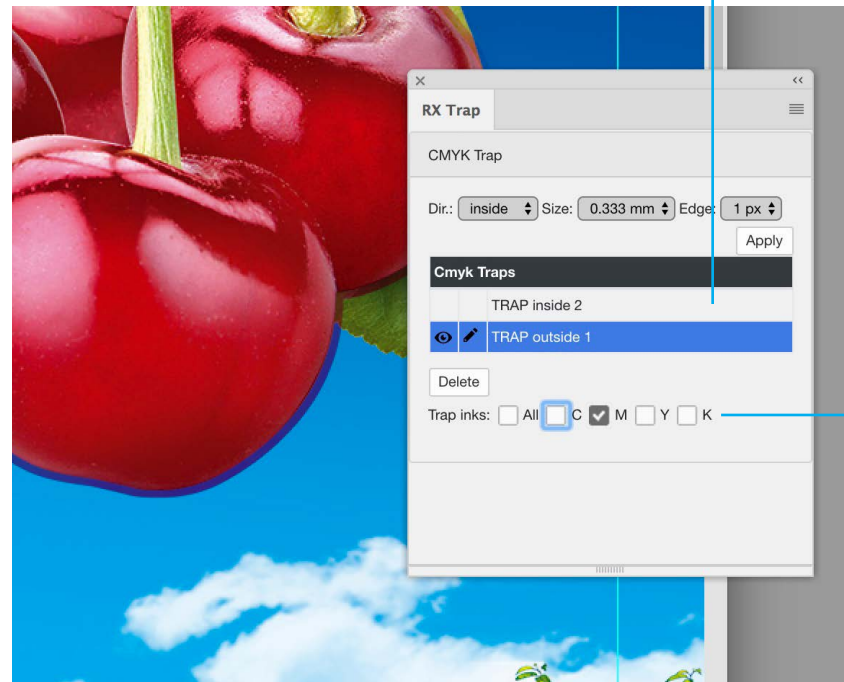 RX Trap
CMYK Trap
Dir.: inside Size: 0.333 mm Edge: 1 px
Apply
Cmyk Traps
TRAP inside 2
TRAP outside 1
Delete
Trap inks: All C M Y K